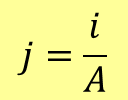 j = i/A